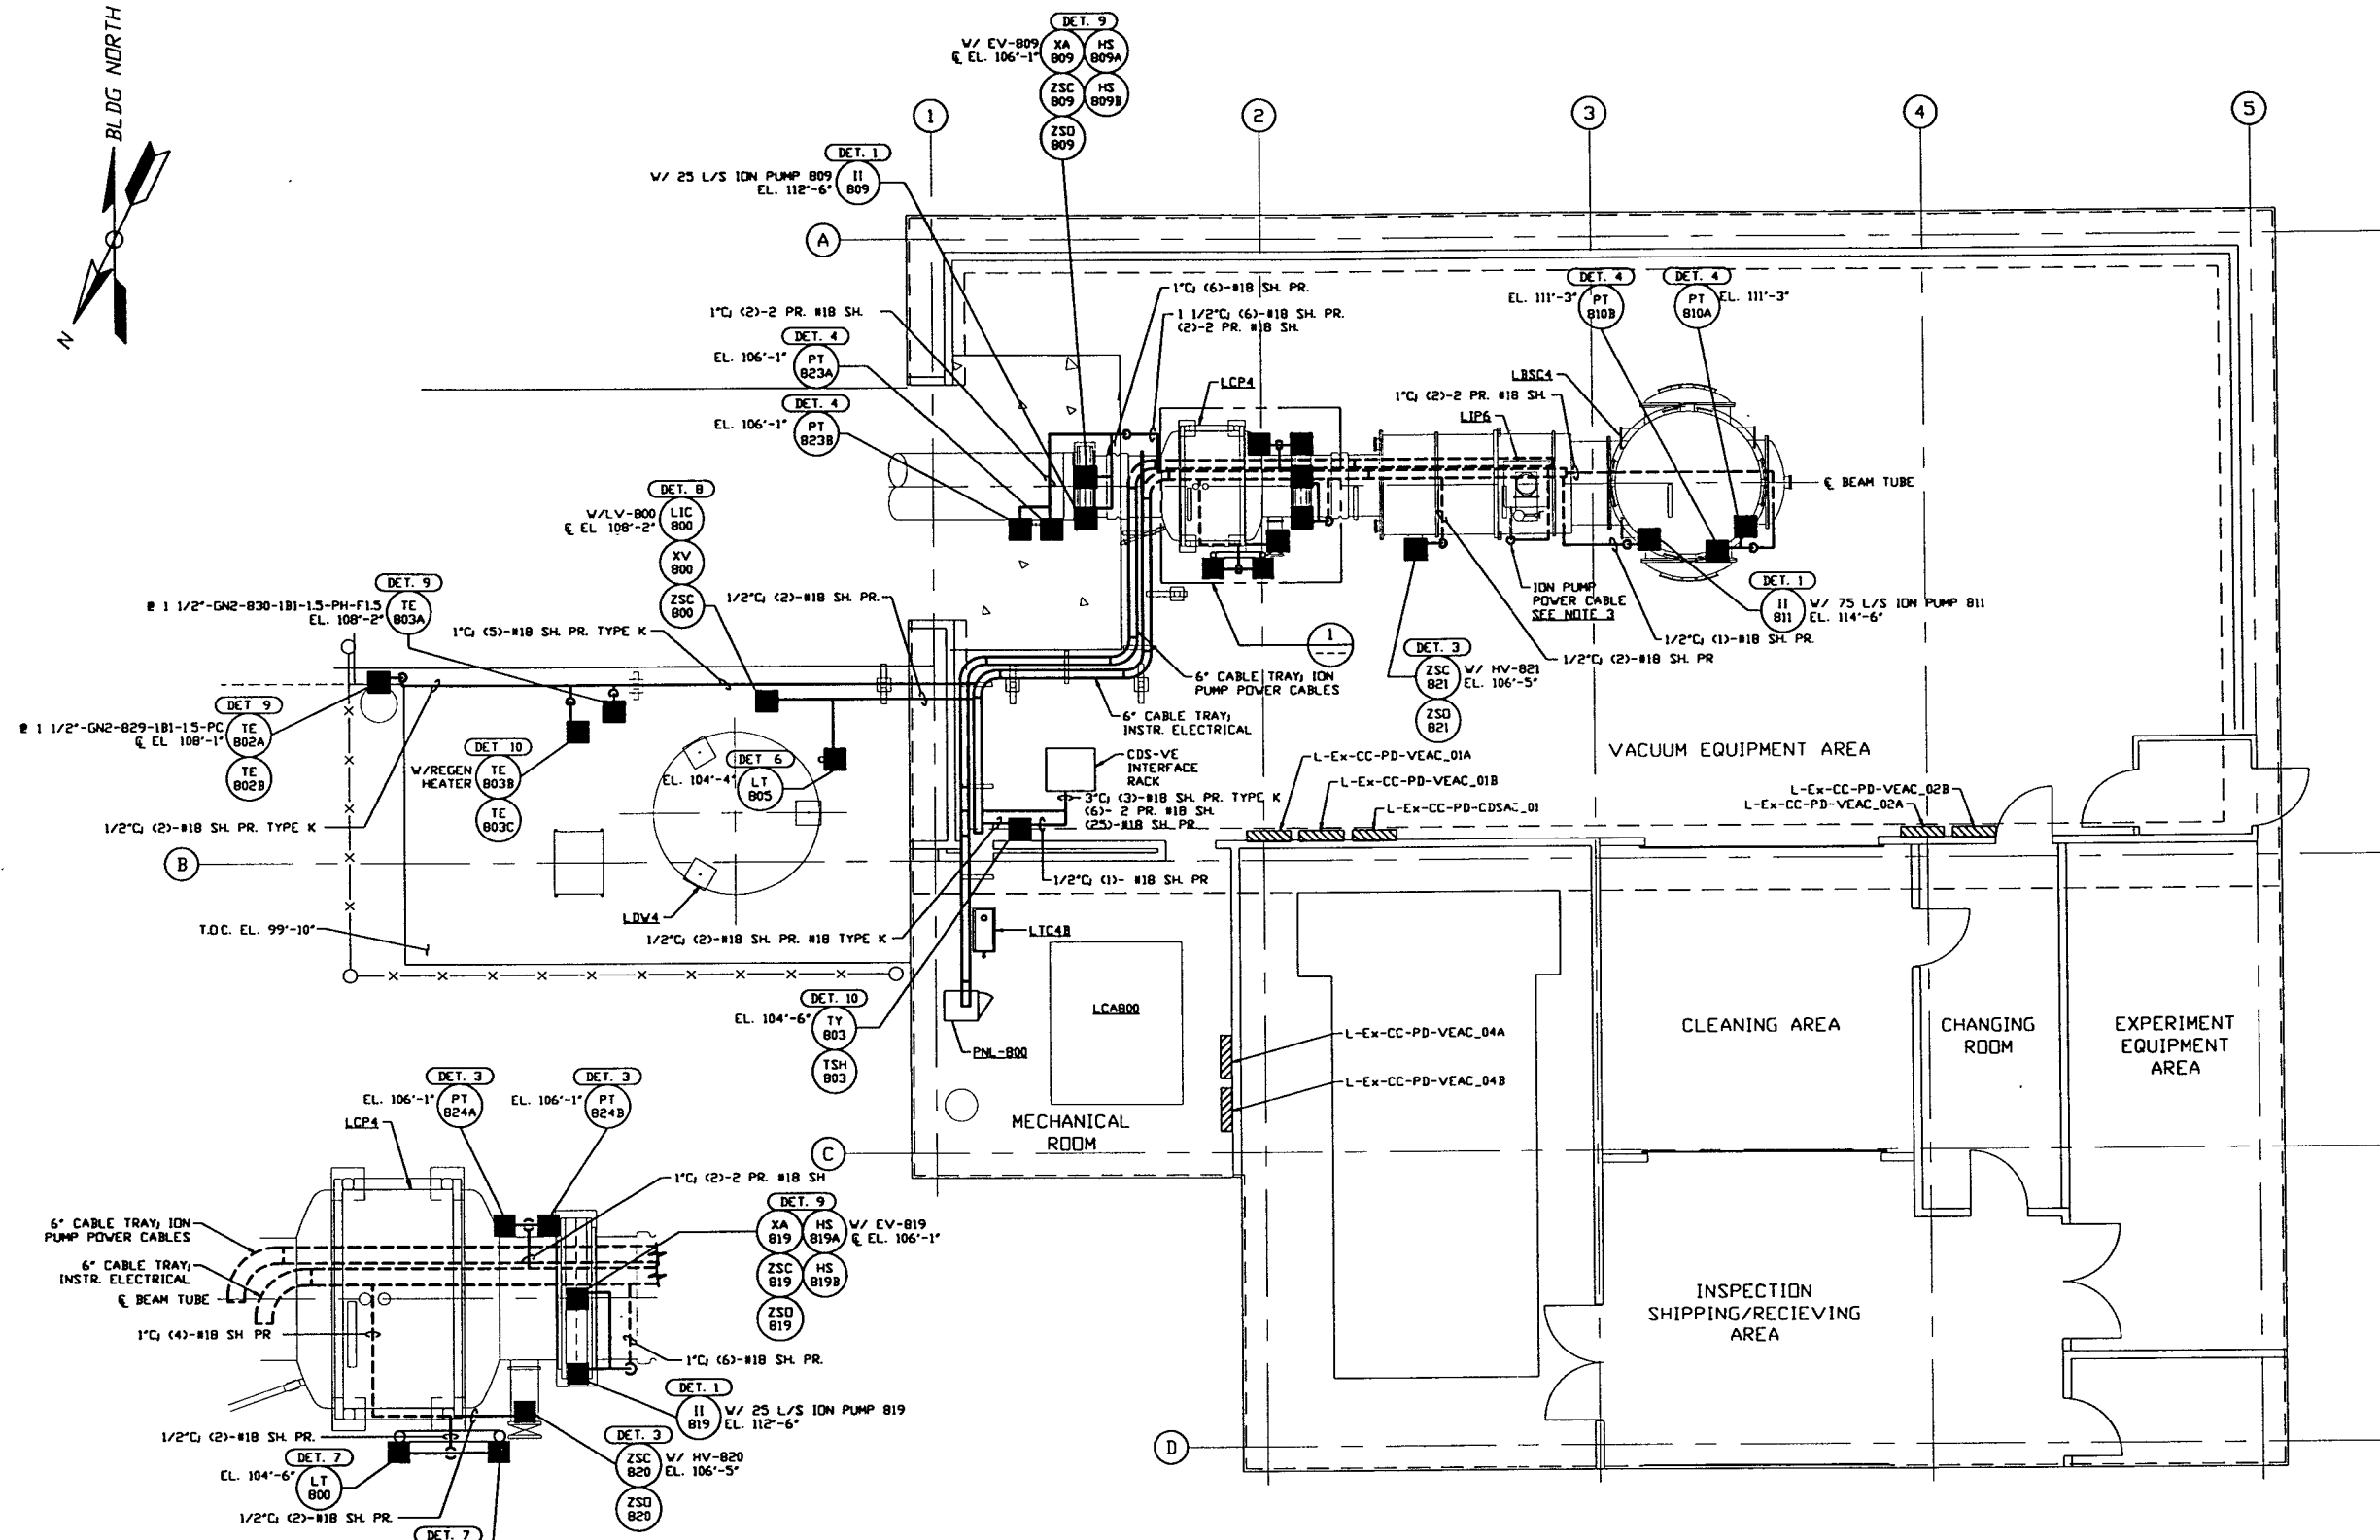 BLDG NORTH
N
DET. 9
W/ EV-809
℄ EL. 106'-1"
XA
809
HS
809A
ZSC
809
HS
809B
ZSO
809
1
2
3
4
5
DET. 1
W/ 25 L/S ION PUMP 809
EL. 112'-6"
II
809
A
1"C; (6)-#18 SH. PR.
1 1/2"C; (6)-#18 SH. PR.
(2)-2 PR. #18 SH.
1"C; (2)-2 PR. #18 SH.
DET. 4
EL. 106'-1"
PT
823A
DET. 4
EL. 106'-1"
PT
823B
LCP4
DET. 4
EL. 111'-3"
PT
810B
DET. 4
PT
810A
EL. 111'-3"
LBSC4
1"C; (2)-2 PR. #18 SH.
LIP6
℄ BEAM TUBE
DET. 8
W/LV-800
℄ EL 108'-2"
LIC
800
XV
800
ZSC
800
1/2"C; (2)-#18 SH. PR.
DET. 9
@ 1 1/2"-GN2-830-1B1-1.5-PH-F1.5
EL. 108'-2"
TE
803A
1"C; (5)-#18 SH. PR. TYPE K
ION PUMP
POWER CABLE
SEE NOTE 3
DET. 1
II
811
W/ 75 L/S ION PUMP 811
EL. 114'-6"
1/2"C; (1)-#18 SH. PR.
1/2"C; (2)-#18 SH. PR
1
DET. 3
ZSC
821
W/ HV-821
EL. 106'-5"
ZSO
821
6" CABLE TRAY; ION
PUMP POWER CABLES
6" CABLE TRAY;
INSTR. ELECTRICAL
DET 9
@ 1 1/2"-GN2-829-1B1-1.5-PC
℄ EL 108'-1"
TE
802A
TE
802B
DET 10
W/REGEN
HEATER
TE
803B
TE
803C
DET 6
EL. 104'-4"
LT
805
CDS-VE
INTERFACE
RACK
3"C; (3)-#18 SH. PR. TYPE K
(6)- 2 PR. #18 SH.
(25)-#18 SH. PR.
VACUUM EQUIPMENT AREA
L-Ex-CC-PD-VEAC_01A
L-Ex-CC-PD-VEAC_01B
L-Ex-CC-PD-CDSAC_01
L-Ex-CC-PD-VEAC_02B
L-Ex-CC-PD-VEAC_02A
1/2"C; (2)-#18 SH. PR. TYPE K
B
1/2"C; (1)- #18 SH. PR
LDW4
T.O.C. EL. 99'-10"
1/2"C; (2)-#18 SH. PR. #18 TYPE K
LTC4B
DET. 10
EL. 104'-6"
TY
803
TSH
803
LCA800
PNL-800
L-Ex-CC-PD-VEAC_04A
L-Ex-CC-PD-VEAC_04B
CLEANING AREA
CHANGING
ROOM
EXPERIMENT
EQUIPMENT
AREA
MECHANICAL
ROOM
C
DET. 3
EL. 106'-1"
PT
824A
DET. 3
EL. 106'-1"
PT
824B
LCP4
1"C; (2)-2 PR. #18 SH
6" CABLE TRAY; ION
PUMP POWER CABLES
6" CABLE TRAY;
INSTR. ELECTRICAL
℄ BEAM TUBE
1"C; (4)-#18 SH PR
DET. 9
XA
819
HS
819A
W/ EV-819
℄ EL. 106'-1"
ZSC
819
HS
819B
ZSO
819
1"C; (6)-#18 SH. PR.
DET. 1
II
819
W/ 25 L/S ION PUMP 819
EL. 112'-6"
1/2"C; (2)-#18 SH. PR.
DET. 7
EL. 104'-6"
LT
800
1/2"C; (2)-#18 SH. PR.
DET. 7
DET. 3
ZSC
820
W/ HV-820
EL. 106'-5"
ZSO
820
INSPECTION
SHIPPING/RECIEVING
AREA
D